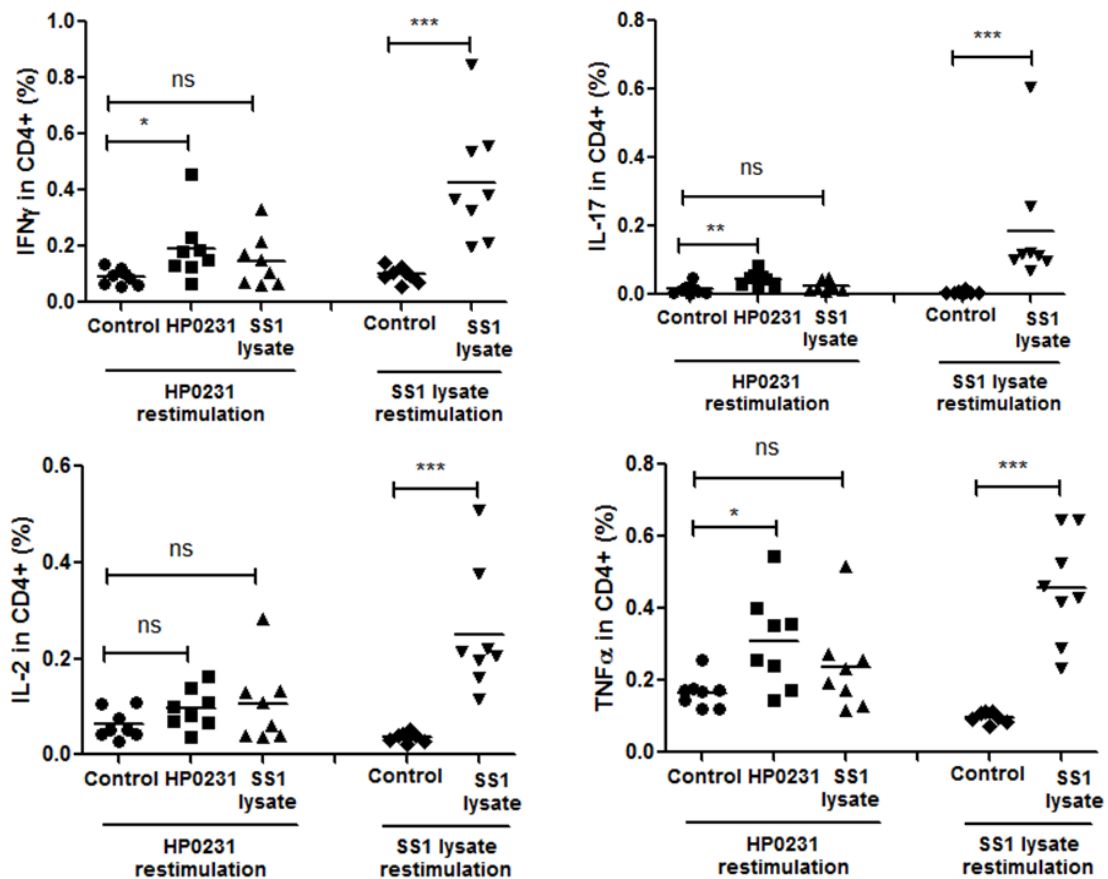 IFNγ in CD4+ (%)
1.0
0.8
0.6
0.4
0.2
0.0
ns
*
***
Control HP0231 SS1 lysate
Control SS1 lysate
HP0231 restimulation
SS1 lysate restimulation
IL-17 in CD4+ (%)
0.8
0.6
0.4
0.2
0.0
ns
**
***
Control HP0231 SS1 lysate
Control SS1 lysate
HP0231 restimulation
SS1 lysate restimulation
IL-2 in CD4+ (%)
0.6
0.4
0.2
0.0
ns
ns
***
Control HP0231 SS1 lysate
Control SS1 lysate
HP0231 restimulation
SS1 lysate restimulation
TNFα in CD4+ (%)
0.8
0.6
0.4
0.2
0.0
ns
*
***
Control HP0231 SS1 lysate
Control SS1 lysate
HP0231 restimulation
SS1 lysate restimulation